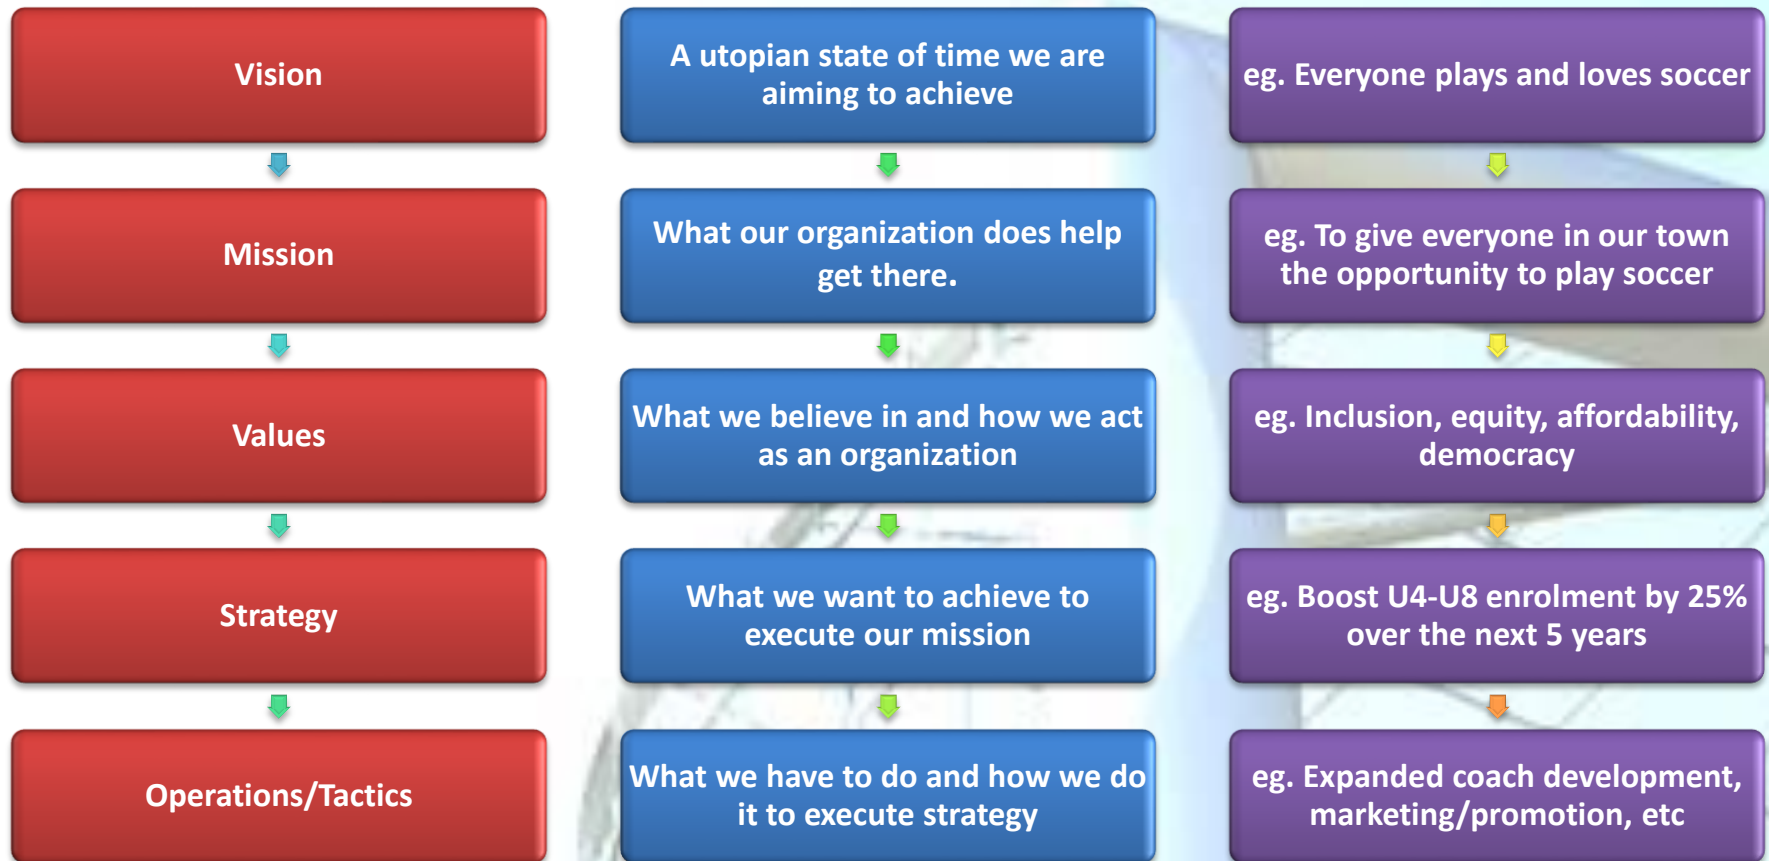 Vision
A utopian state of time we are
aiming to achieve
eg. Everyone plays and loves soccer
Mission
What our organization does help
get there.
eg. To give everyone in our town
the opportunity to play soccer
Values
What we believe in and how we act
as an organization
eg. Inclusion, equity, affordability,
democracy
Strategy
What we want to achieve to
execute our mission
eg. Boost U4-U8 enrolment by 25%
over the next 5 years
Operations/Tactics
What we have to do and how we do
it to execute strategy
eg. Expanded coach development,
marketing/promotion, etc